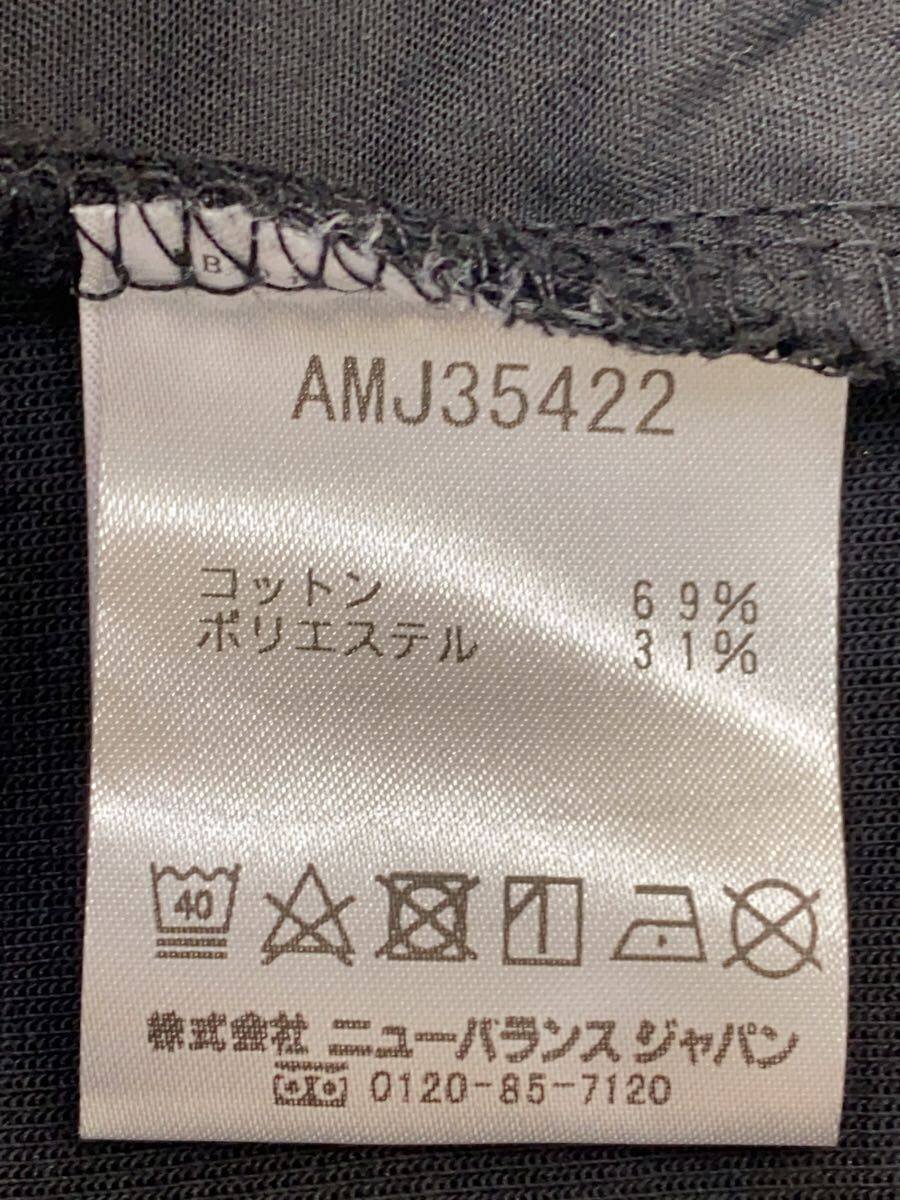 AMJ35422
コットン 69%
ポリエステル 31%
40
株式会社 ニューバランス ジャパン
0120-85-7120